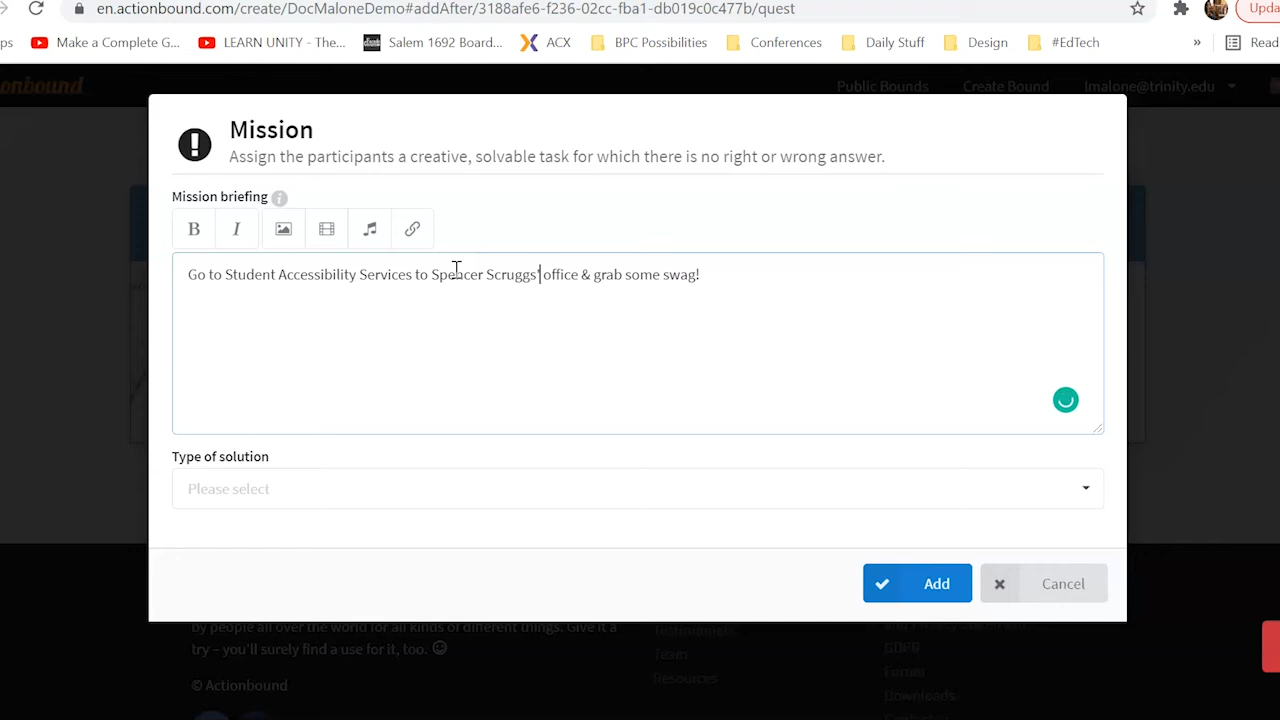 en.actionbound.com/create/DocMaloneDemo#addAfter/3188afe6-f236-02cc-fba1-db019c0c477b/quest
Upda
ps Make a Complete G... LEARN UNITY - The... Salem 1692 Board... ACX BPC Possibilities Conferences Daily Stuff Design #EdTech » Read
onbound Public Bounds Create Bound lmalone@trinity.edu
Mission
Assign the participants a creative, solvable task for which there is no right or wrong answer.
Mission briefing
B I
Go to Student Accessibility Services to Spencer Scruggs' office & grab some swag!
Type of solution
Please select
Add Cancel
by people all over the world for all kinds of different things. Give it a
try – you'll surely find a use for it, too.
© Actionbound
Testimonials
Team
Resources
GDPR
Forum
Downloads